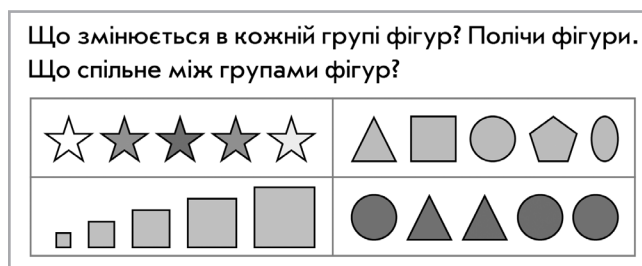 Що змінюється в кожній групі фігур? Полічи фігури.
Що спільне між групами фігур?